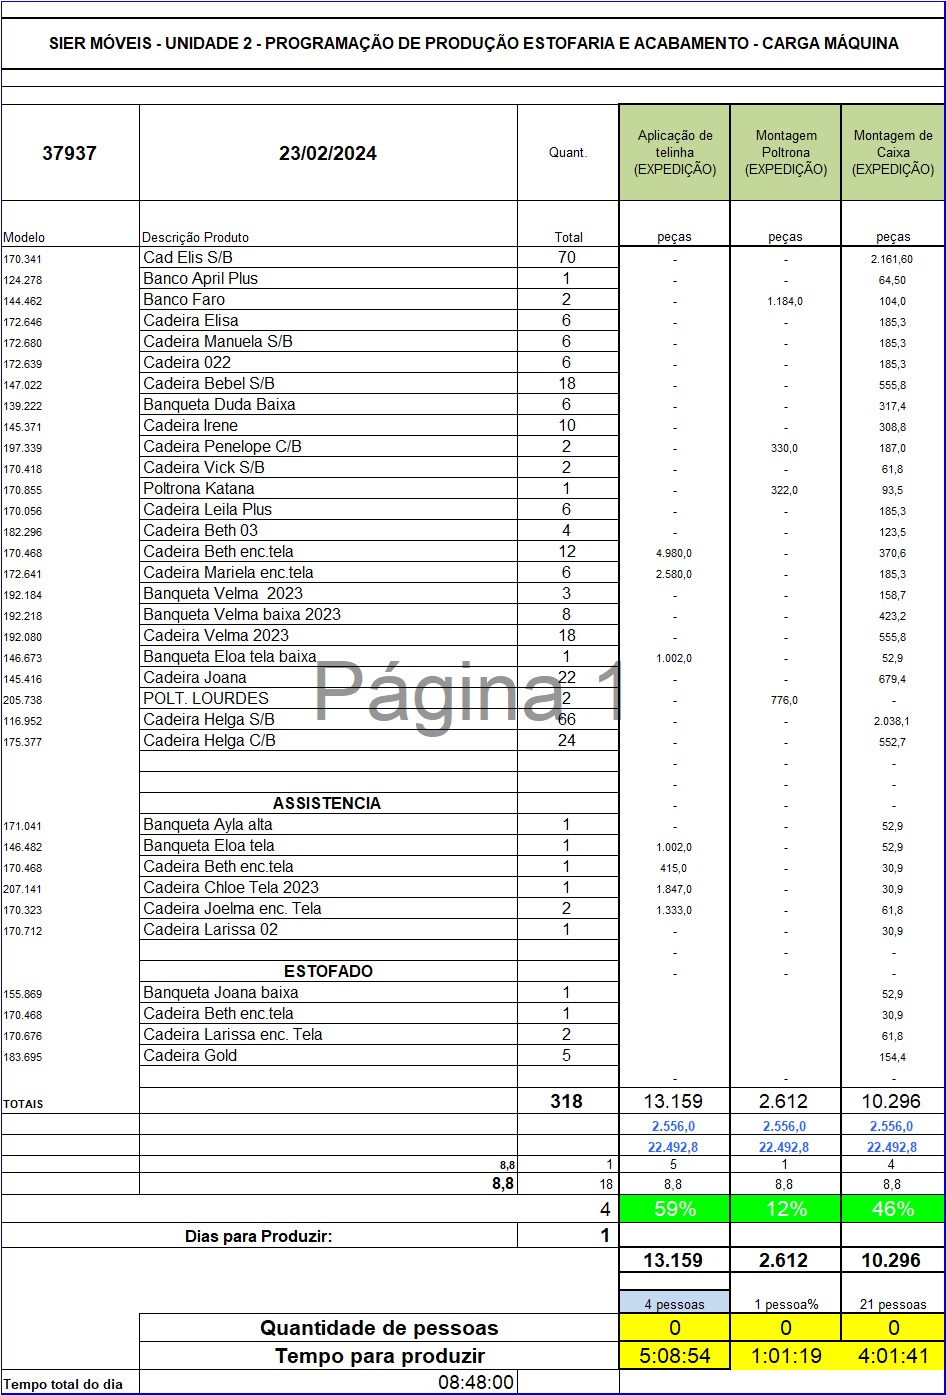 SIER MÓVEIS - UNIDADE 2 - PROGRAMAÇÃO DE PRODUÇÃO ESTOFARIA E ACABAMENTO - CARGA MÁQUINA
37937 23/02/2024 Quant. Aplicação de telinha (EXPEDIÇÃO) Montagem Poltrona (EXPEDIÇÃO) Montagem de Caixa (EXPEDIÇÃO)
Modelo Descrição Produto Total peças peças peças
170.341 Cad Elis S/B 70 - - 2.161,60
124.278 Banco April Plus 1 - - 64,50
144.462 Banco Faro 2 - 1.184,0 104,0
172.646 Cadeira Elisa 6 - - 185,3
172.680 Cadeira Manuela S/B 6 - - 185,3
172.639 Cadeira 022 6 - - 185,3
147.022 Cadeira Bebel S/B 18 - - 555,8
139.222 Banqueta Duda Baixa 6 - - 317,4
145.371 Cadeira Irene 10 - - 308,8
197.339 Cadeira Penelope C/B 2 - 330,0 187,0
170.418 Cadeira Vick S/B 2 - - 61,8
170.855 Poltrona Katana 1 - 322,0 93,5
170.056 Cadeira Leila Plus 6 - - 185,3
182.296 Cadeira Beth 03 4 - - 123,5
170.468 Cadeira Beth enc.tela 12 4.980,0 - 370,6
172.641 Cadeira Mariela enc.tela 6 2.580,0 - 185,3
192.184 Banqueta Velma 2023 3 - - 158,7
192.218 Banqueta Velma baixa 2023 8 - - 423,2
192.080 Cadeira Velma 2023 18 - - 555,8
146.673 Banqueta Eloa tela baixa 1 1.002,0 - 52,9
145.416 Cadeira Joana 22 - - 679,4
205.738 POLT. LOURDES 2 - 776,0 -
116.952 Cadeira Helga S/B 66 - - 2.038,1
175.377 Cadeira Helga C/B 24 - - 552,7
Página 1
- - -
- - -
ASSISTENCIA - - -
171.041 Banqueta Ayla alta 1 - - 52,9
146.482 Banqueta Eloa tela 1 1.002,0 - 52,9
170.468 Cadeira Beth enc.tela 1 415,0 - 30,9
207.141 Cadeira Chloe Tela 2023 1 1.847,0 - 30,9
170.323 Cadeira Joelma enc. Tela 2 1.333,0 - 61,8
170.712 Cadeira Larissa 02 1 - - 30,9
- - -
ESTOFADO - - -
155.869 Banqueta Joana baixa 1 52,9
170.468 Cadeira Beth enc.tela 1 30,9
170.676 Cadeira Larissa enc. Tela 2 61,8
183.695 Cadeira Gold 5 154,4
- - -
TOTAIS 318 13.159 2.612 10.296
2.556,0 2.556,0 2.556,0
22.492,8 22.492,8 22.492,8
8,8 1 5 1 4
8,8 18 8,8 8,8 8,8
4 59% 12% 46%
Dias para Produzir: 1
13.159 2.612 10.296
4 pessoas 1 pessoa% 21 pessoas
Quantidade de pessoas 0 0 0
Tempo para produzir 5:08:54 1:01:19 4:01:41
Tempo total do dia 08:48:00